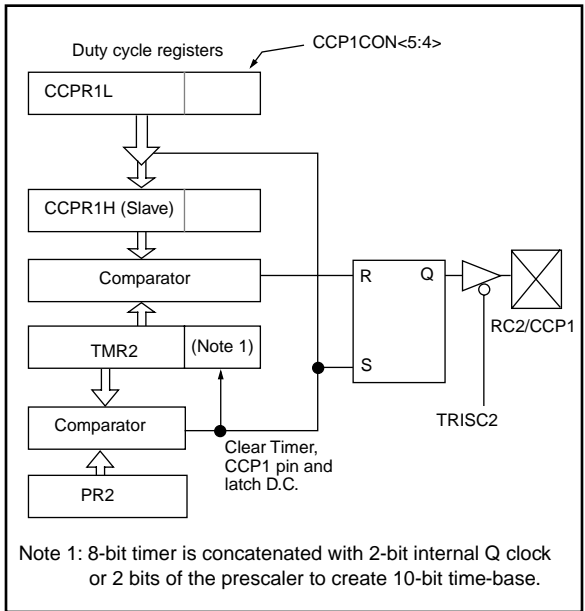 Duty cycle registers
CCP1CON<5:4>
CCPR1L
CCPR1H (Slave)
Comparator
R
Q
RC2/CCP1
TMR2
(Note 1)
S
TRISC2
Comparator
Clear Timer,
CCP1 pin and
latch D.C.
PR2
Note 1: 8-bit timer is concatenated with 2-bit internal Q clock
or 2 bits of the prescaler to create 10-bit time-base.